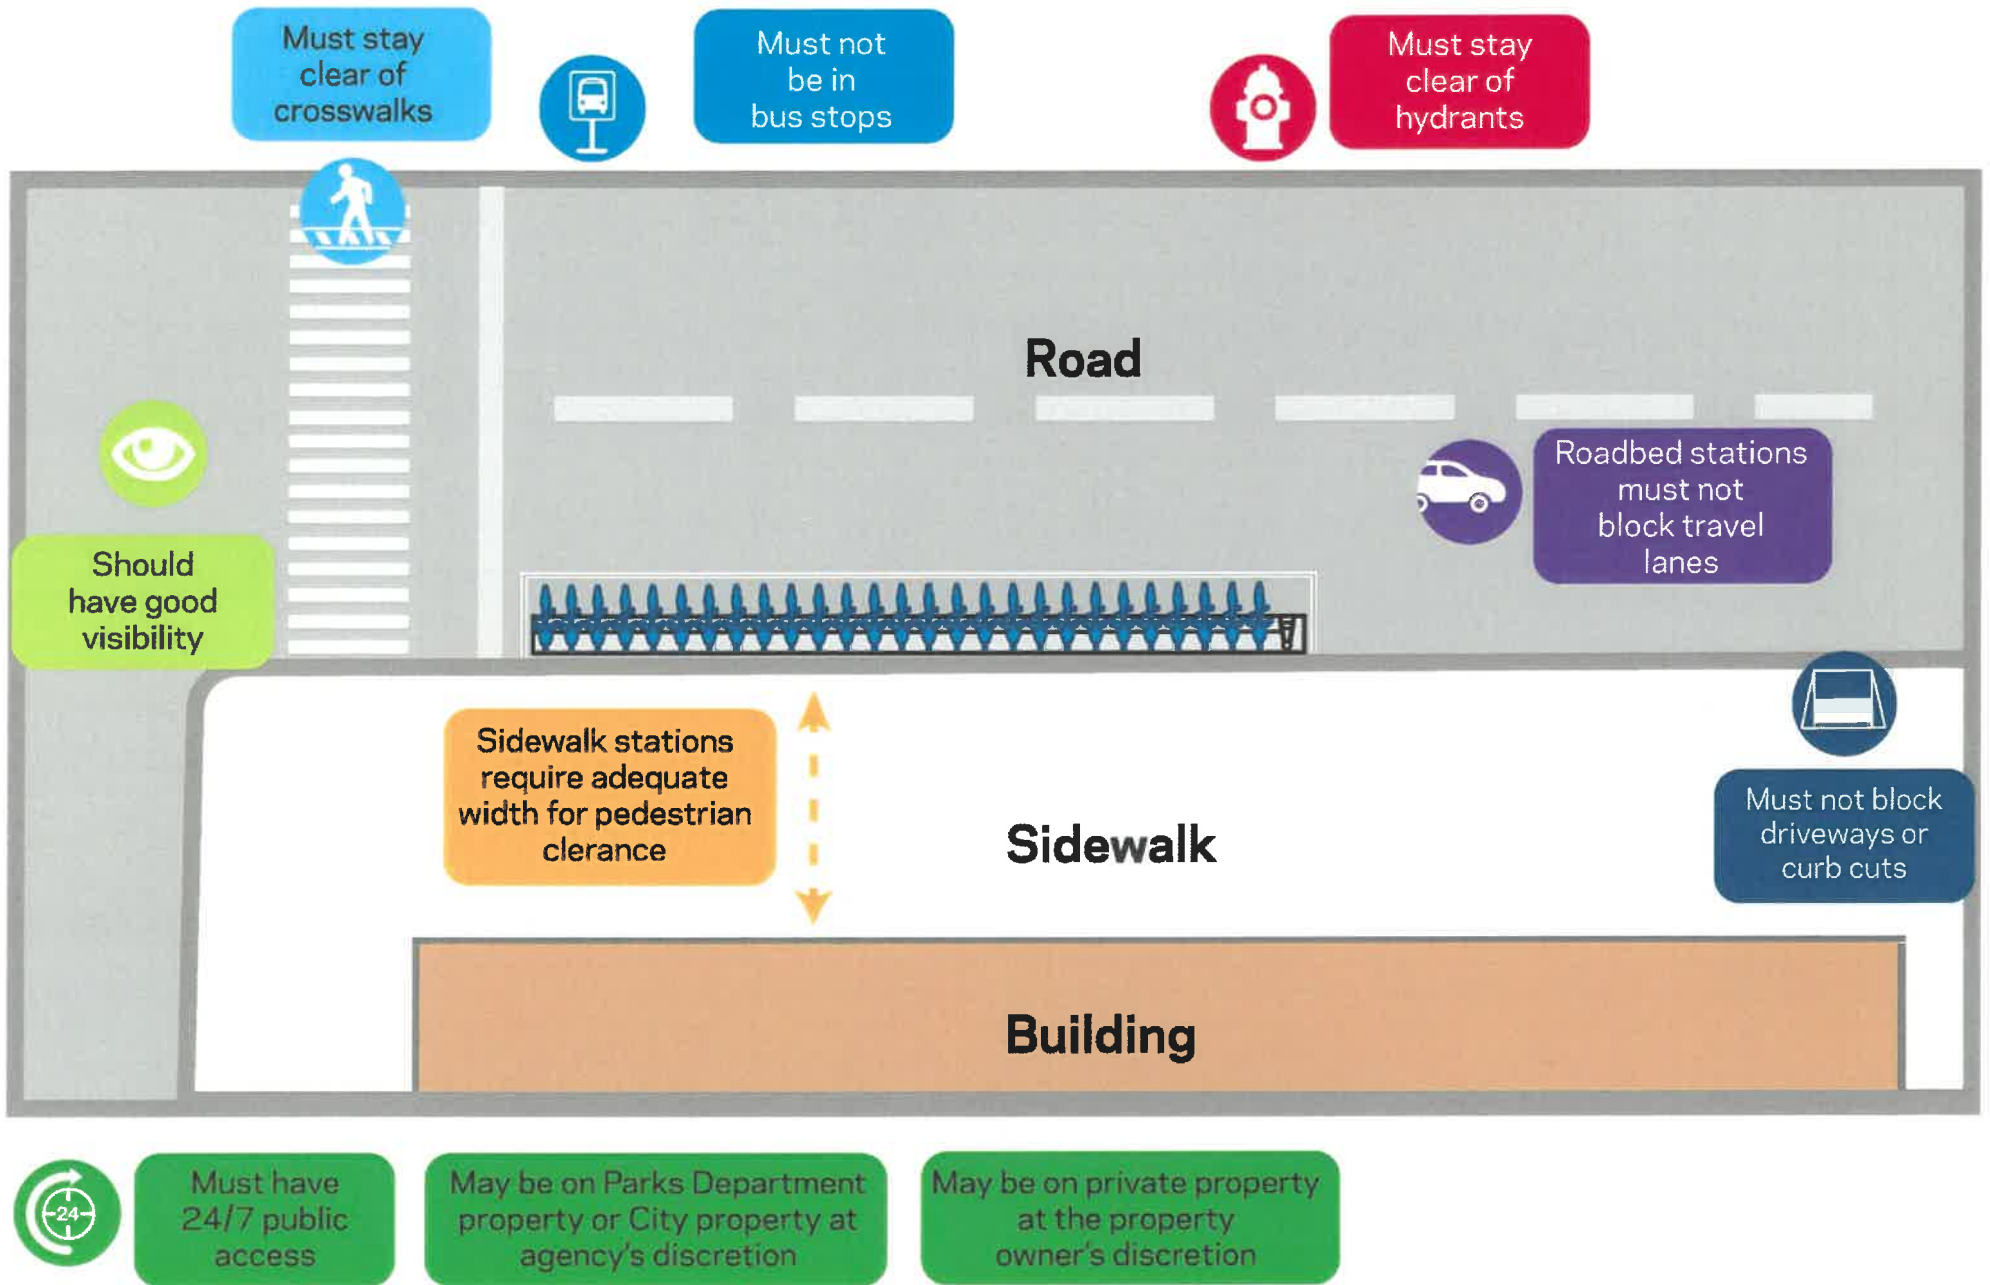 Must stay
clear of
crosswalks
Must not
be in
bus stops
Must stay
clear of
hydrants
Road
Roadbed stations
must not
block travel
lanes
Should
have good
visibility
Sidewalk stations
require adequate
width for pedestrian
clerance
Sidewalk
Must not block
driveways or
curb cuts
Building
24
Must have
24/7 public
access
May be on Parks Department
property or City property at
agency's discretion
May be on private property
at the property
owner's discretion